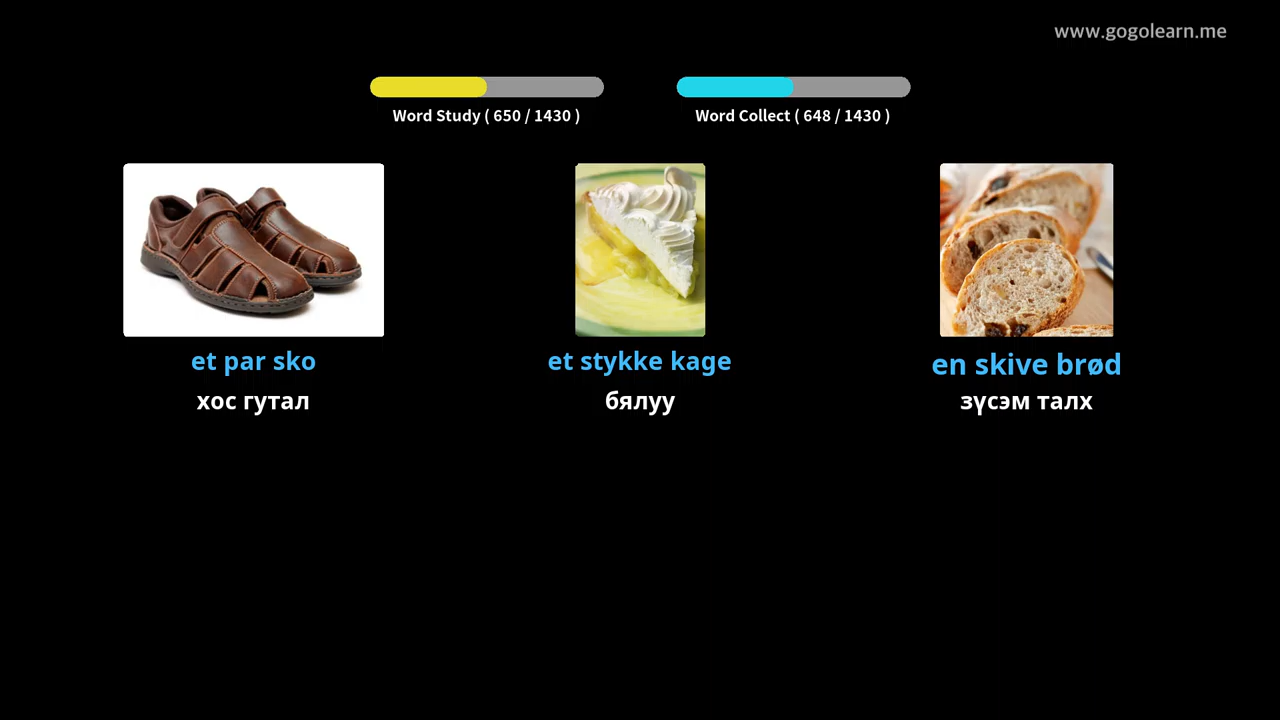 www.gogolearn.me
Word Study ( 650 / 1430 )
Word Collect ( 648 / 1430 )
et par sko
et stykke kage
en skive brød
хос гутал
бялуу
зүсэм талх